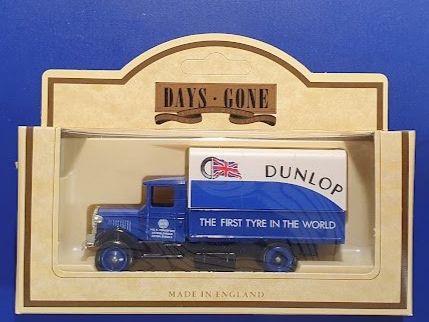 DAYS · GONE
DUNLOP
THE FIRST TYRE IN THE WORLD
MADE IN ENGLAND